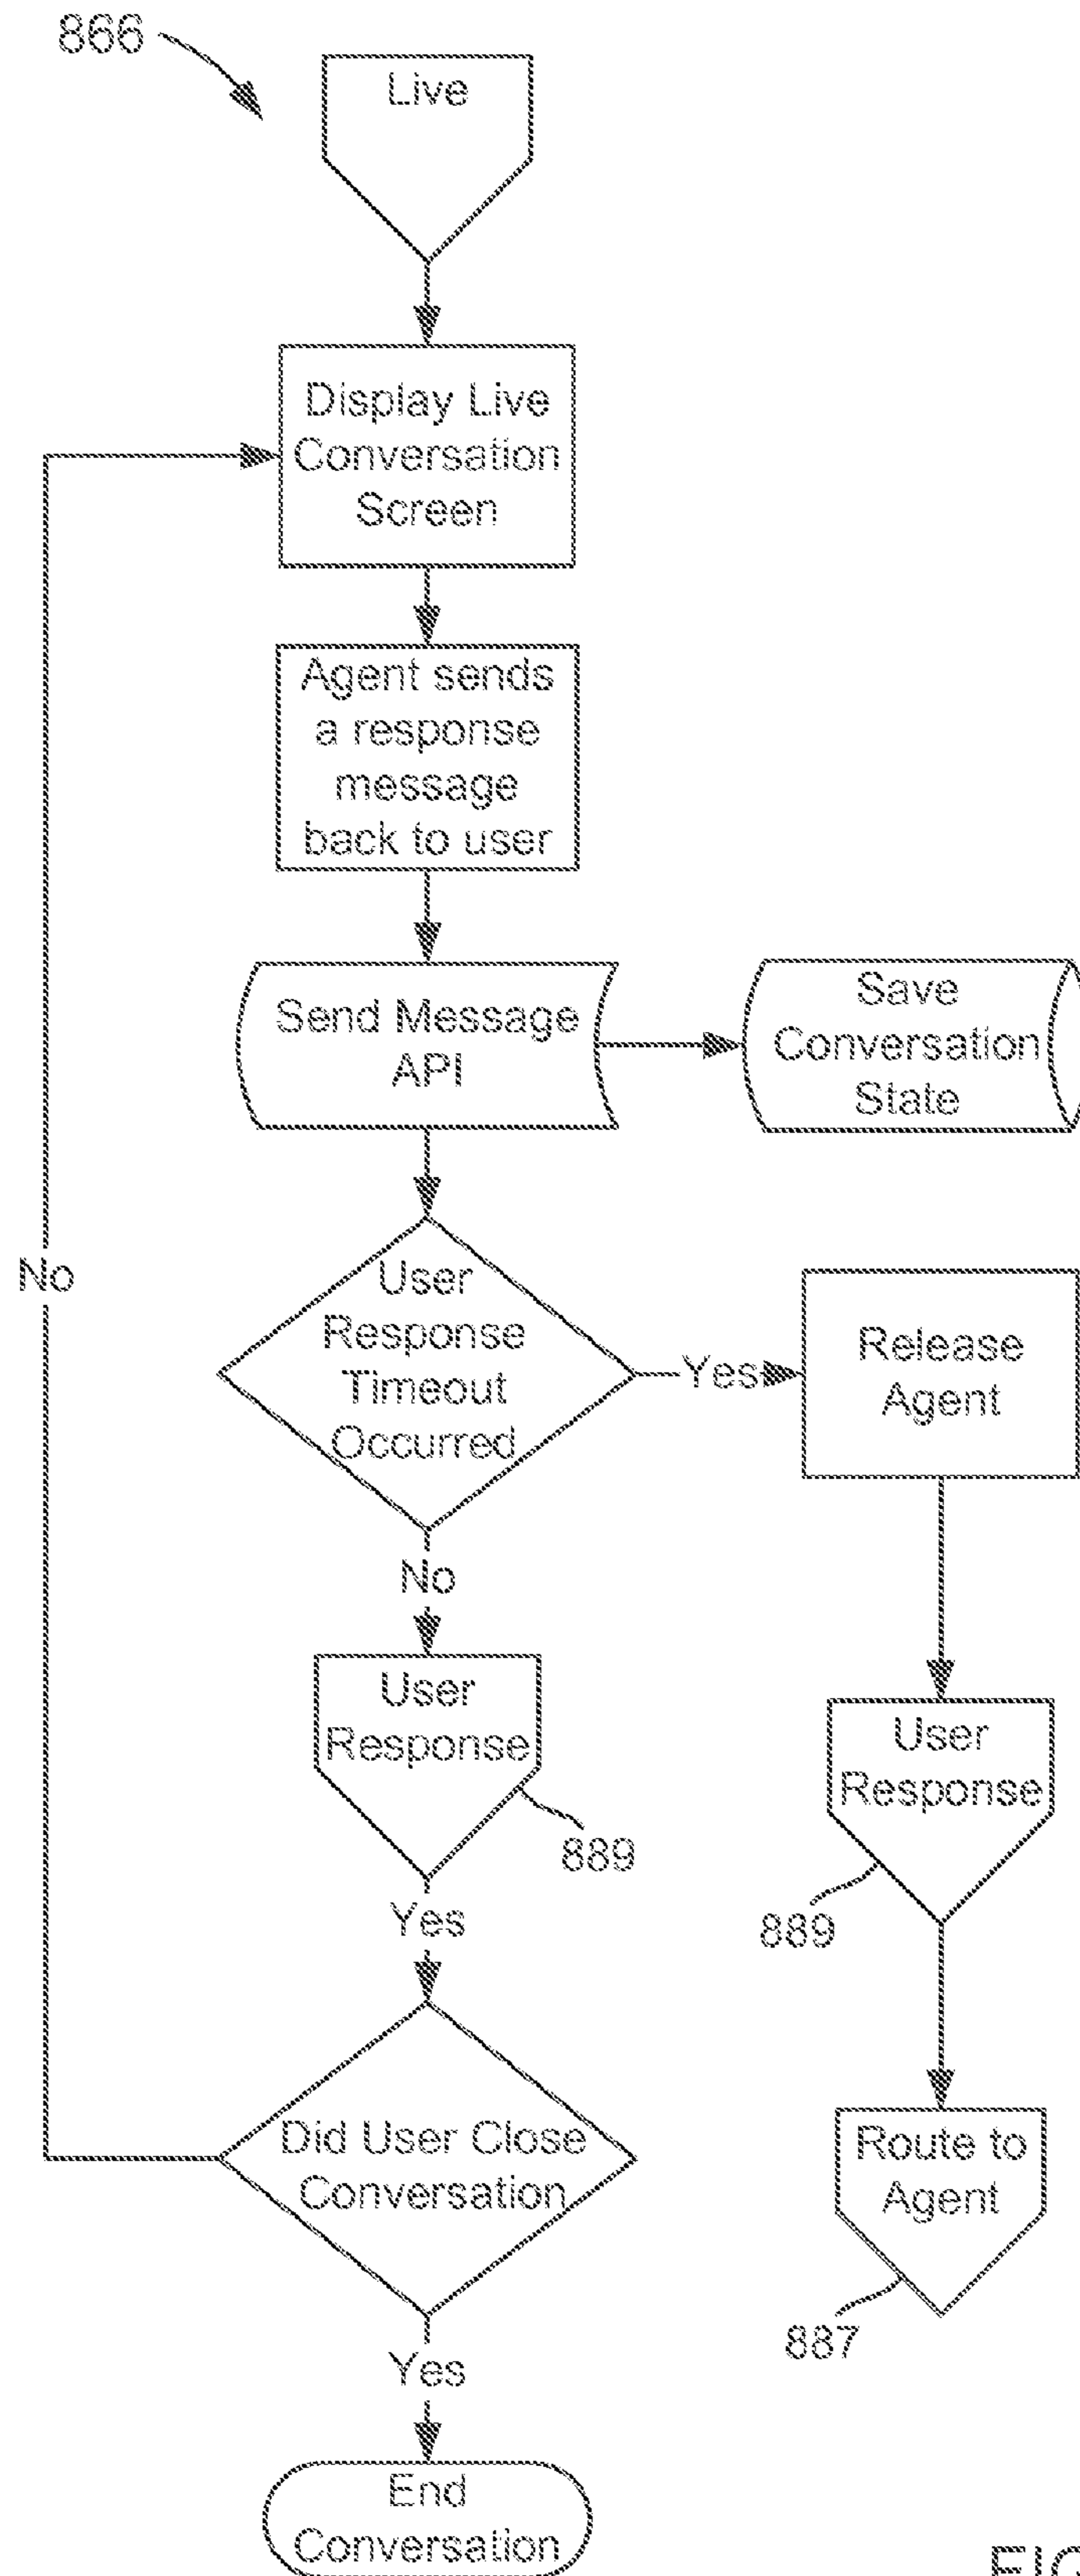 866
Live
Display Live
Conversation
Screen
Agent sends
a response
message
back to user
Send Message
API
Save
Conversation
State
User
Response
Timeout
Occurred
Yes
Release
Agent
No
No
User
Response
889
User
Response
889
Yes
Did User Close
Conversation
Route to
Agent
887
Yes
End
Conversation